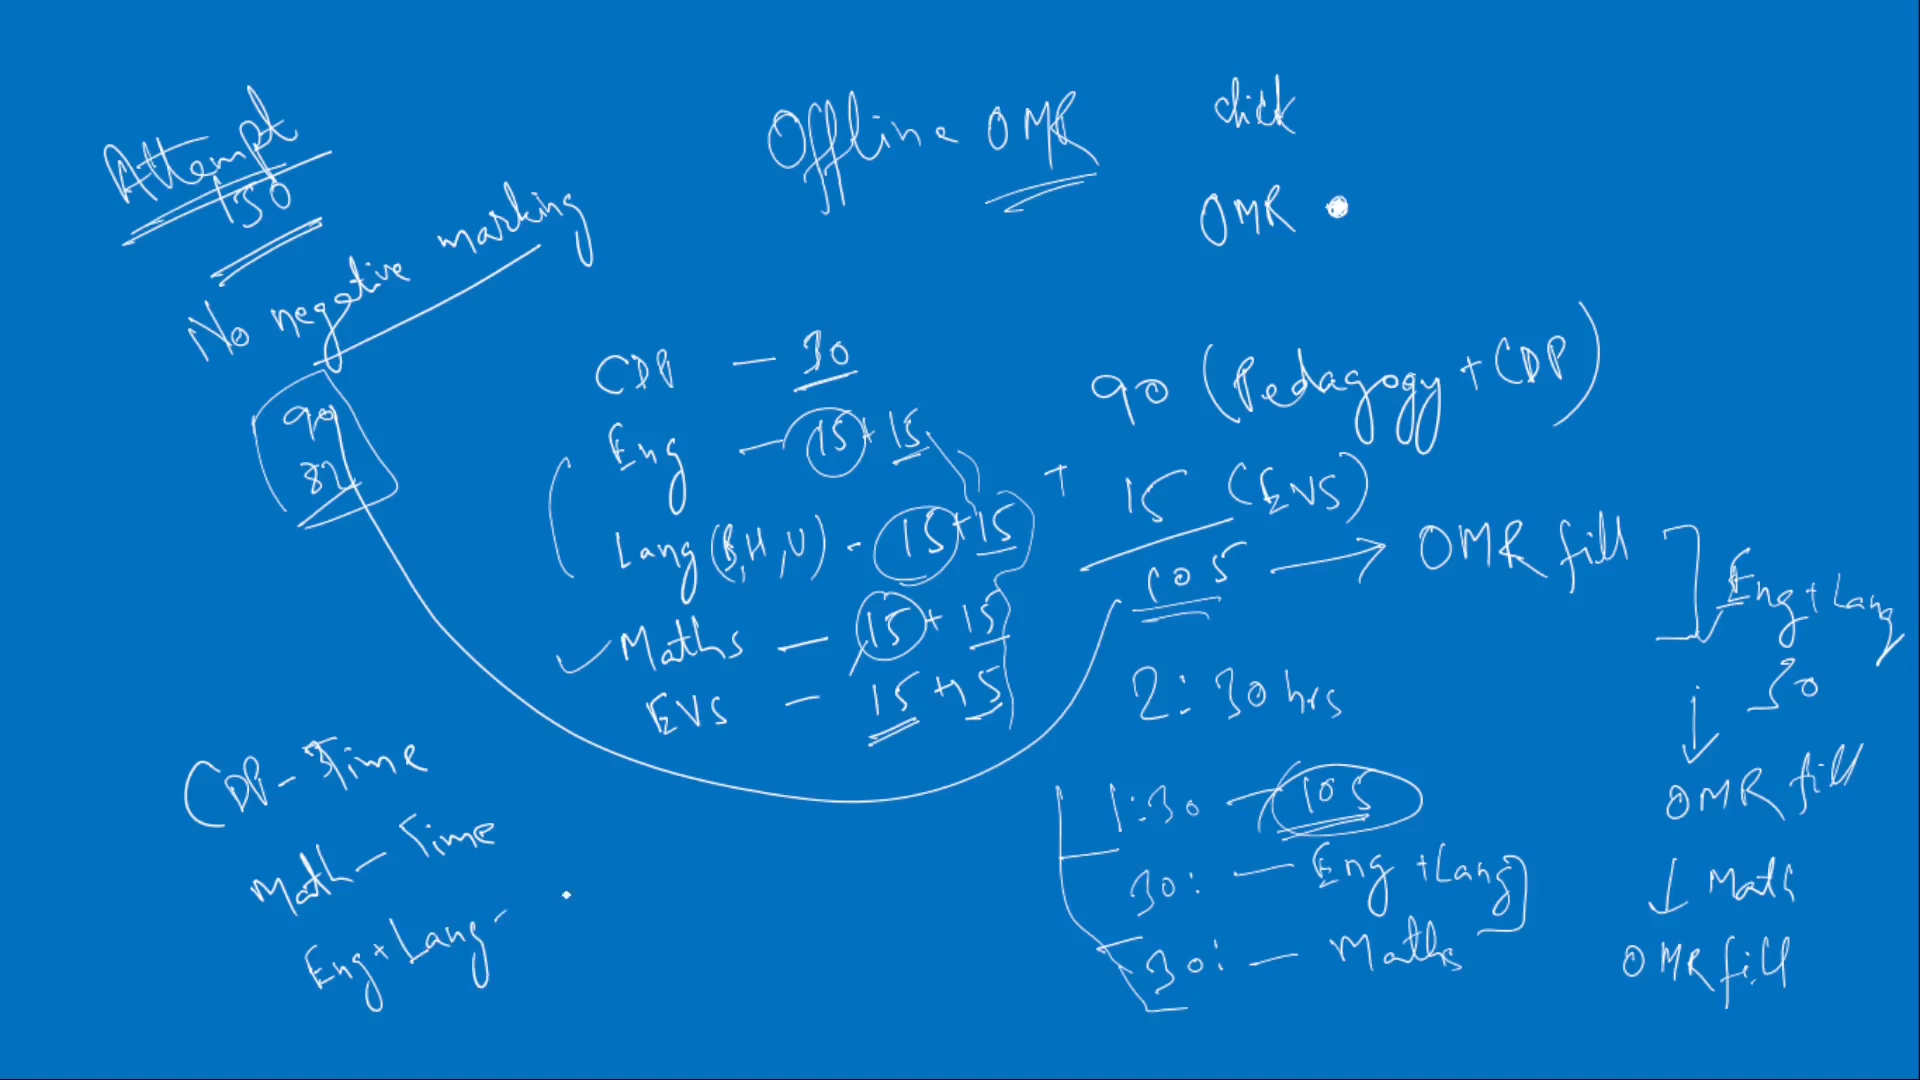 Attempt
150
No negative marking
90
82
Offline OMR
click
OMR
CDP - 30
Eng - 15 + 15
Lang (B, H, U) - 15 + 15
Maths - 15 + 15
EVS - 15 + 15
90 (Pedagogy + CDP)
+ 15 (EVS)
105 → OMR fill
Eng + Lang
30
↓
OMR fill
↓ Math
OMR fill
2:30 hrs
1:30 - 105
30: - Eng + Lang
30: - Maths
CDP - Time
Math - Time
Eng + Lang -